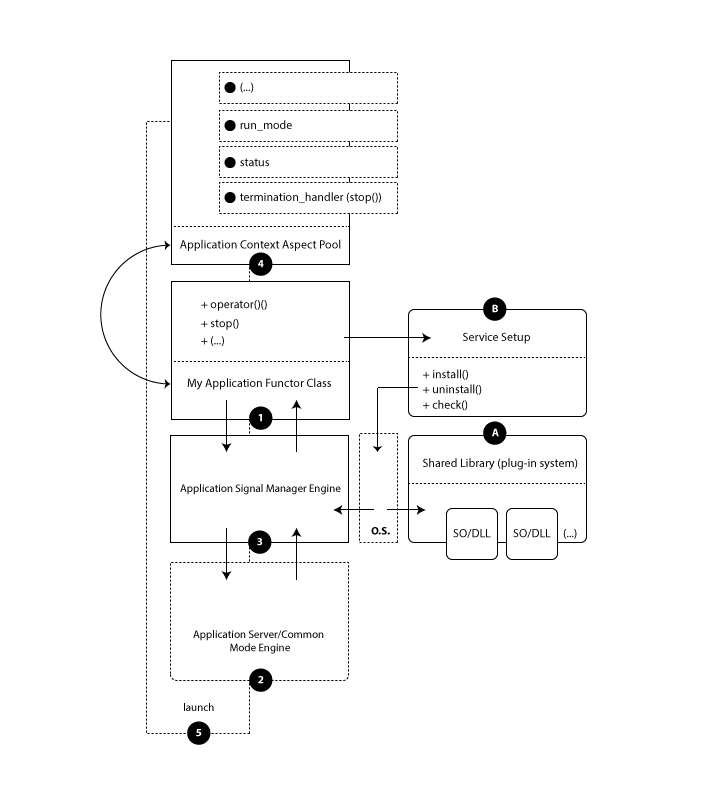 (...)
run_mode
status
termination_handler (stop())
Application Context Aspect Pool
4
+ operator()()
+ stop()
+ (...)
My Application Functor Class
1
B
Service Setup
+ install()
+ uninstall()
+ check()
A
Shared Library (plug-in system)
SO/DLL
SO/DLL
(...)
O.S.
Application Signal Manager Engine
3
Application Server/Common
Mode Engine
2
launch
5